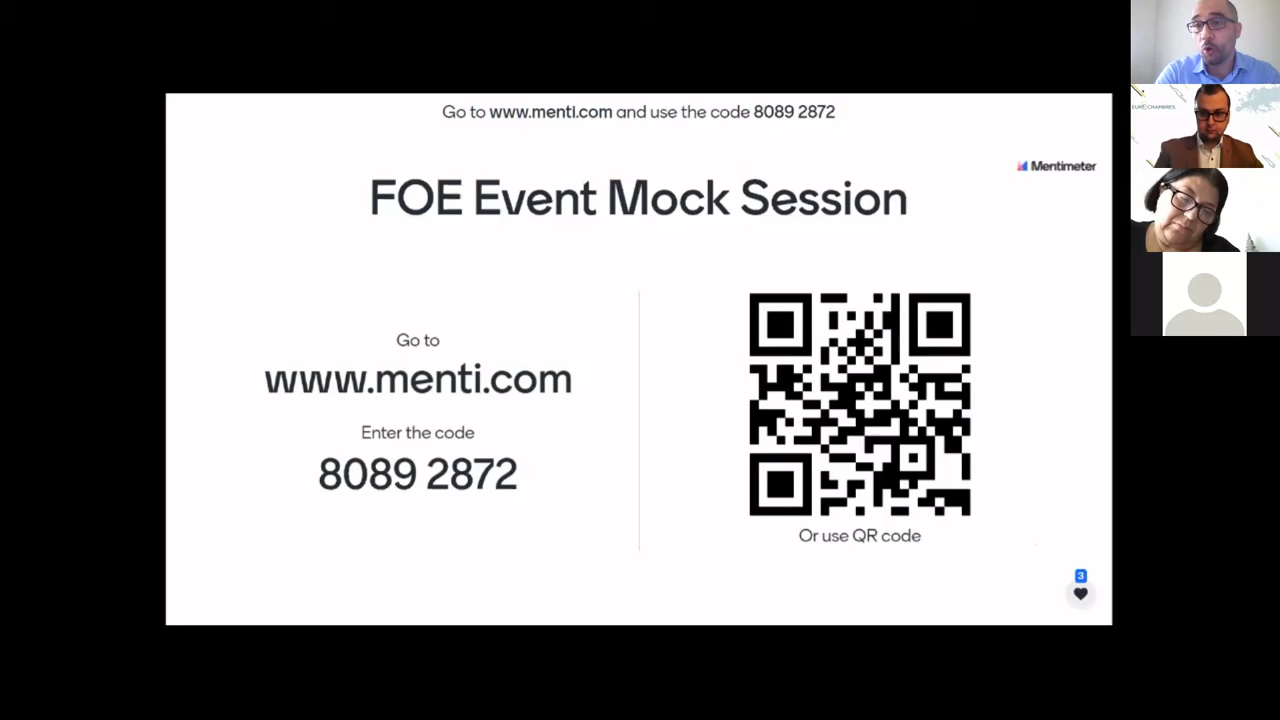 Go to www.menti.com and use the code 8089 2872
Mentimeter
FOE Event Mock Session
Go to
www.menti.com
Enter the code
8089 2872
Or use QR code
3
EUROCHAMBRES